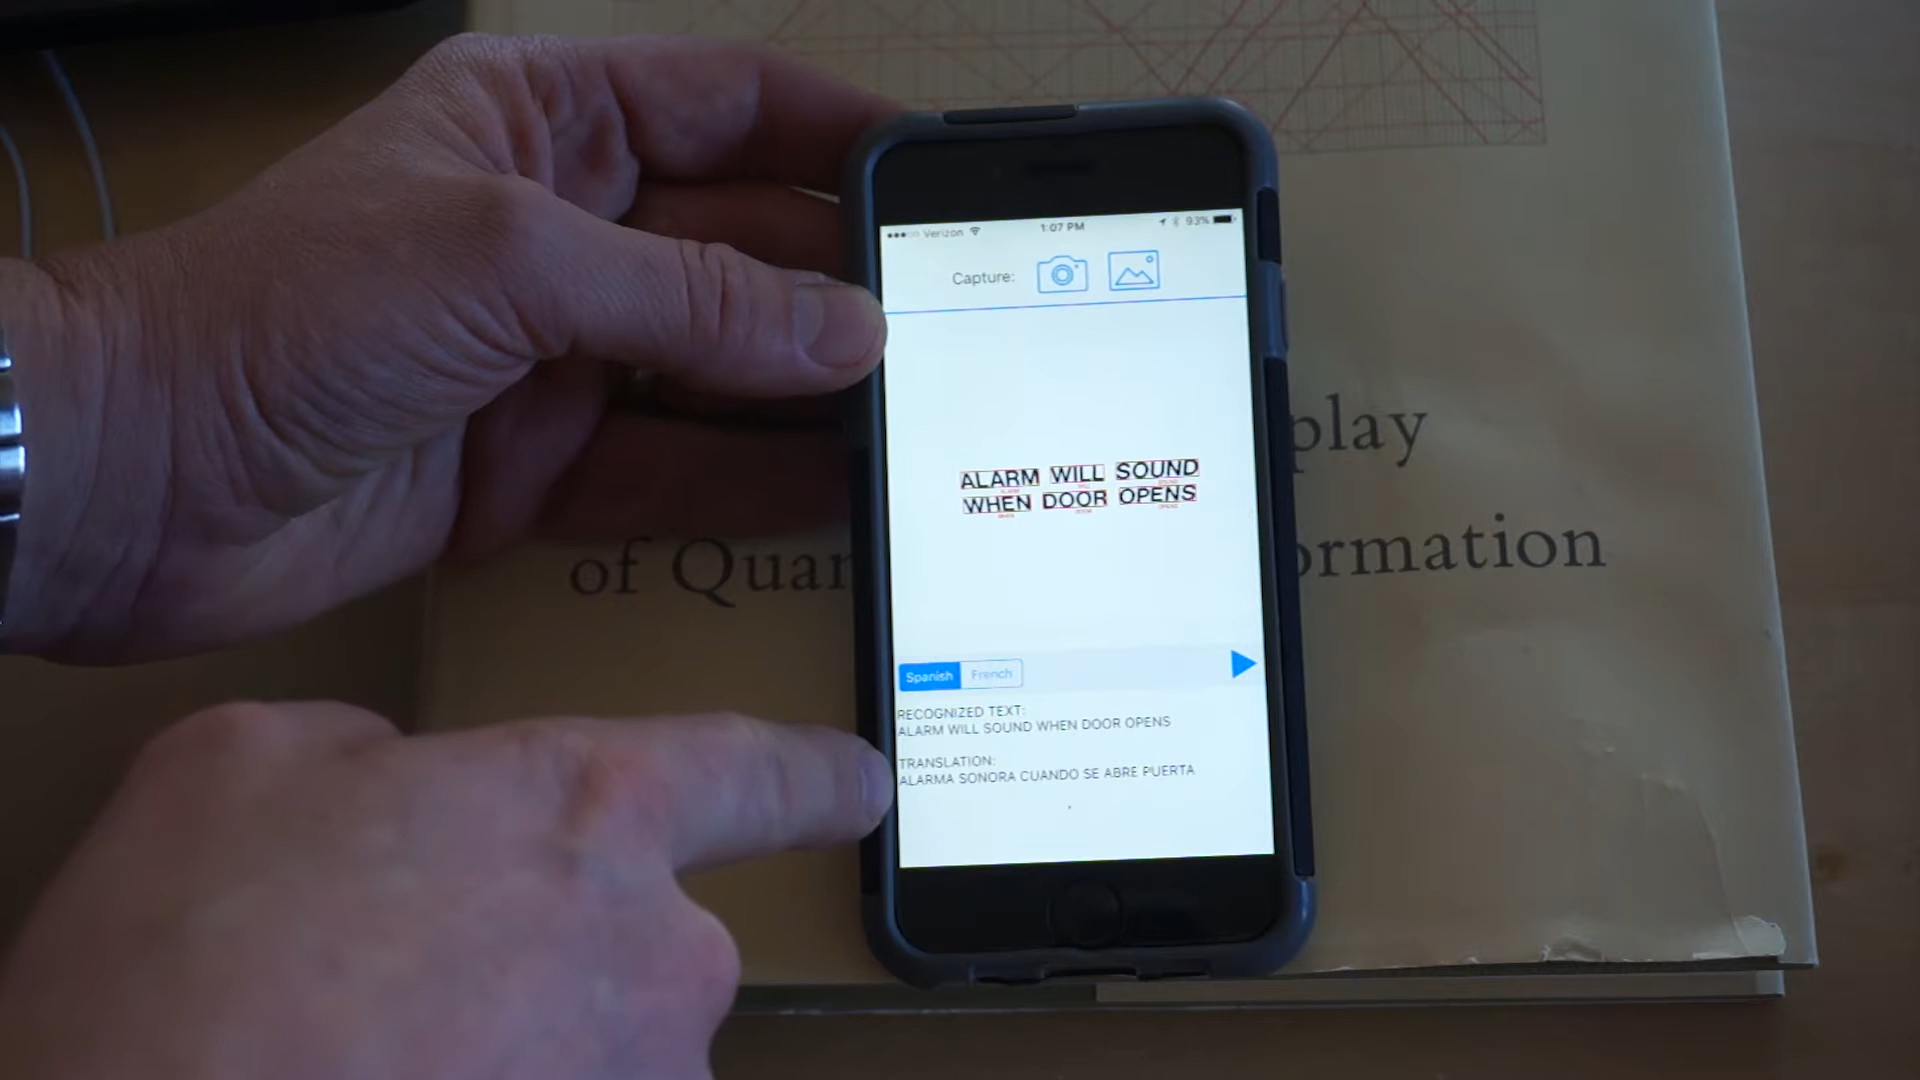 Verizon 1:07 PM 93%
Capture:
ALARM WILL SOUND
WHEN DOOR OPENS
Spanish French
RECOGNIZED TEXT:
ALARM WILL SOUND WHEN DOOR OPENS
TRANSLATION:
ALARMA SONORA CUANDO SE ABRE PUERTA
play
of Quan ormation